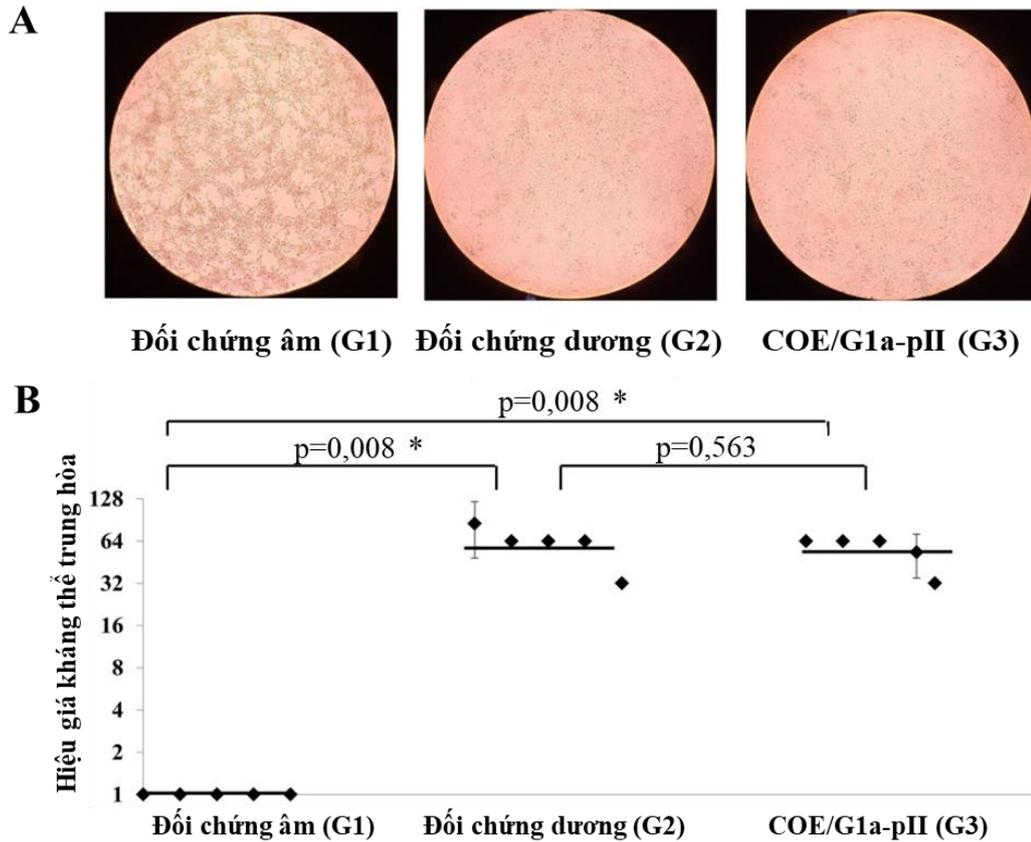 A
Đối chứng âm (G1) Đối chứng dương (G2) COE/G1a-pII (G3)
B
p=0,008 *
p=0,008 * p=0,563
Hiệu giá kháng thể trung hòa
128
64
32
16
8
4
2
1
Đối chứng âm (G1) Đối chứng dương (G2) COE/G1a-pII (G3)